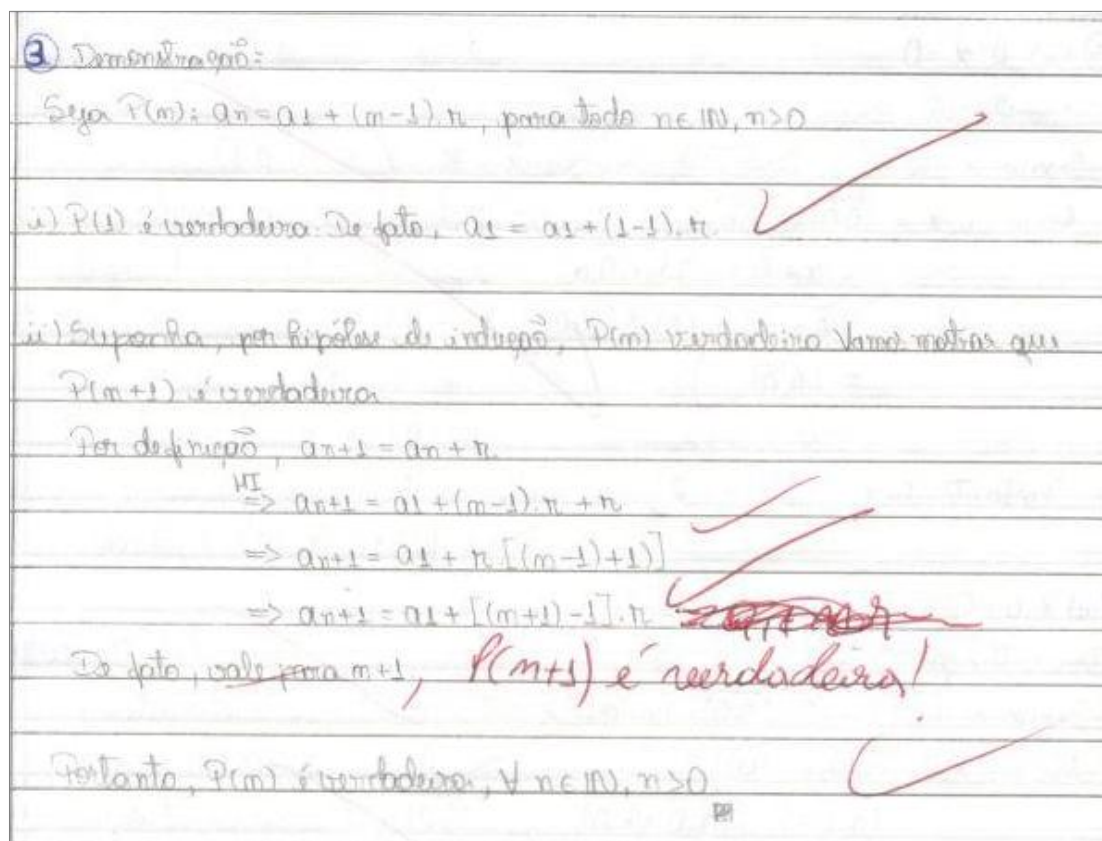 3 Demonstração:
Seja P(n): an = a1 + (n-1).r, para todo n ∈ IN, n>0
i) P(1) é verdadeira. De fato, a1 = a1 + (1-1).r.
ii) Suponha, por hipótese de indução, P(n) verdadeira. Vamos mostrar que
P(n+1) é verdadeira
Por definição, an+1 = an + r.
HI
=> an+1 = a1 + (n-1).r + r
=> an+1 = a1 + r.[(n-1)+1)]
=> an+1 = a1 + [(n+1)-1].r
De fato, vale para n+1, P(n+1) é verdadeira!
Portanto, P(n) é verdadeira, ∀ n ∈ IN, n>0.